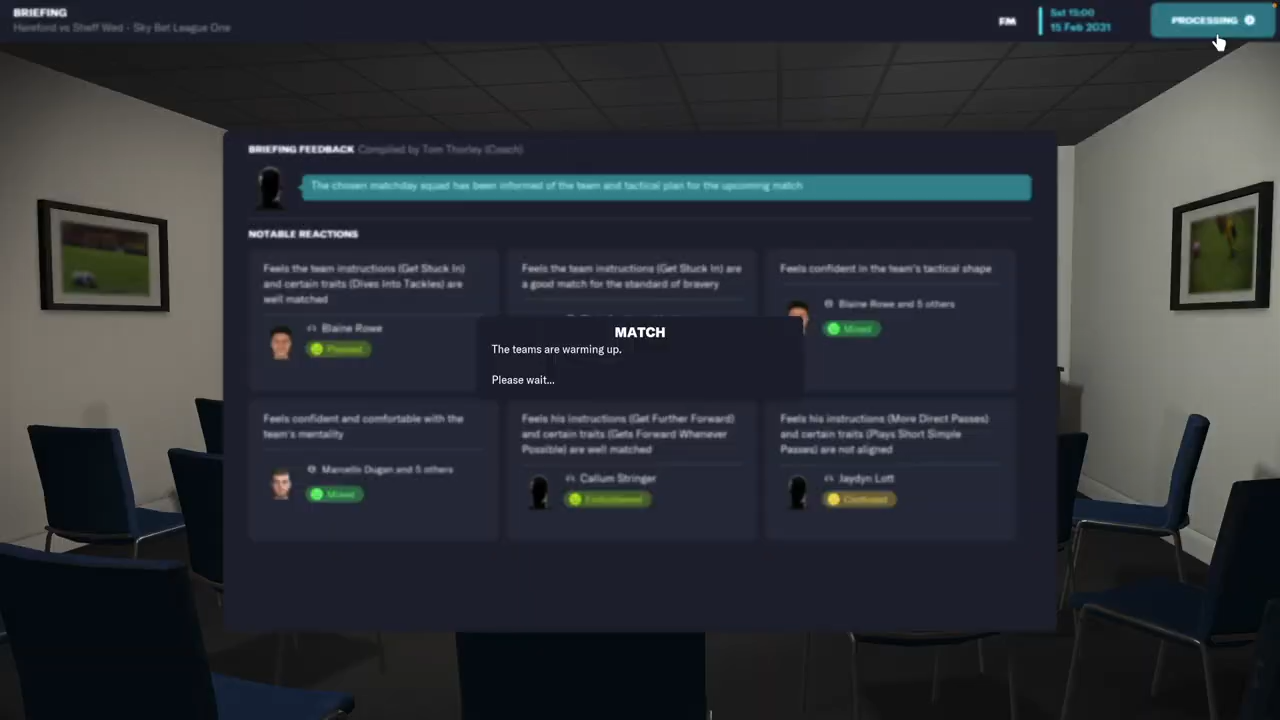 BRIEFING
Hereford vs Sheff Wed - Sky Bet League One
FM
Sat 15:00
15 Feb 2031
PROCESSING
BRIEFING FEEDBACK Compiled by Tom Thorley (Coach)
The chosen matchday squad has been informed of the team and tactical plan for the upcoming match
NOTABLE REACTIONS
Feels the team instructions (Get Stuck In)
and certain traits (Dives Into Tackles) are
well matched
Blaine Rowe
Pleased
Feels the team instructions (Get Stuck In) are
a good match for the standard of bravery
Feels confident in the team's tactical shape
Blaine Rowe and 5 others
Mixed
MATCH
The teams are warming up.
Please wait...
Feels confident and comfortable with the
team's mentality
Marcello Dugan and 5 others
Mixed
Feels his instructions (Get Further Forward)
and certain traits (Gets Forward Whenever
Possible) are well matched
Callum Stringer
Feels his instructions (More Direct Passes)
and certain traits (Plays Short Simple
Passes) are not aligned
Jaydyn Lott
Confused